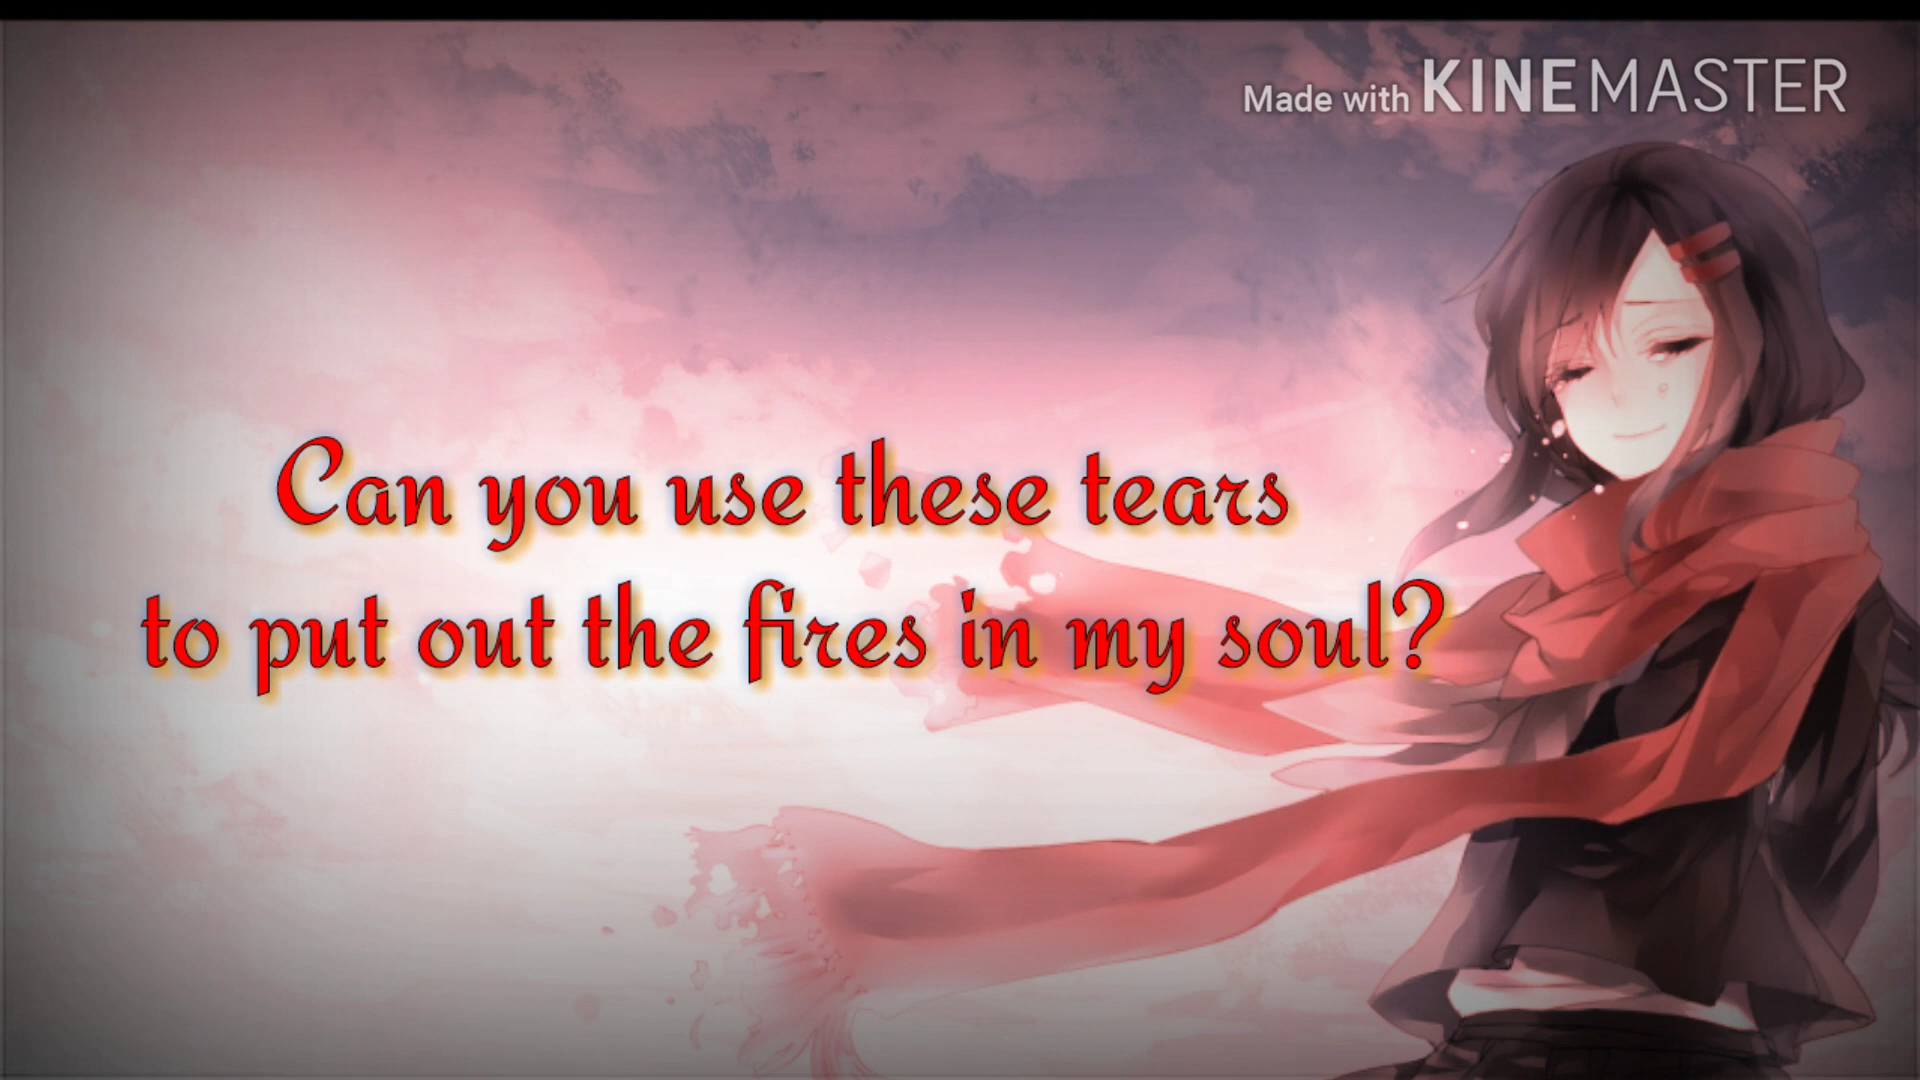 Made with KINEMASTER
Can you use these tears
to put out the fires in my soul?